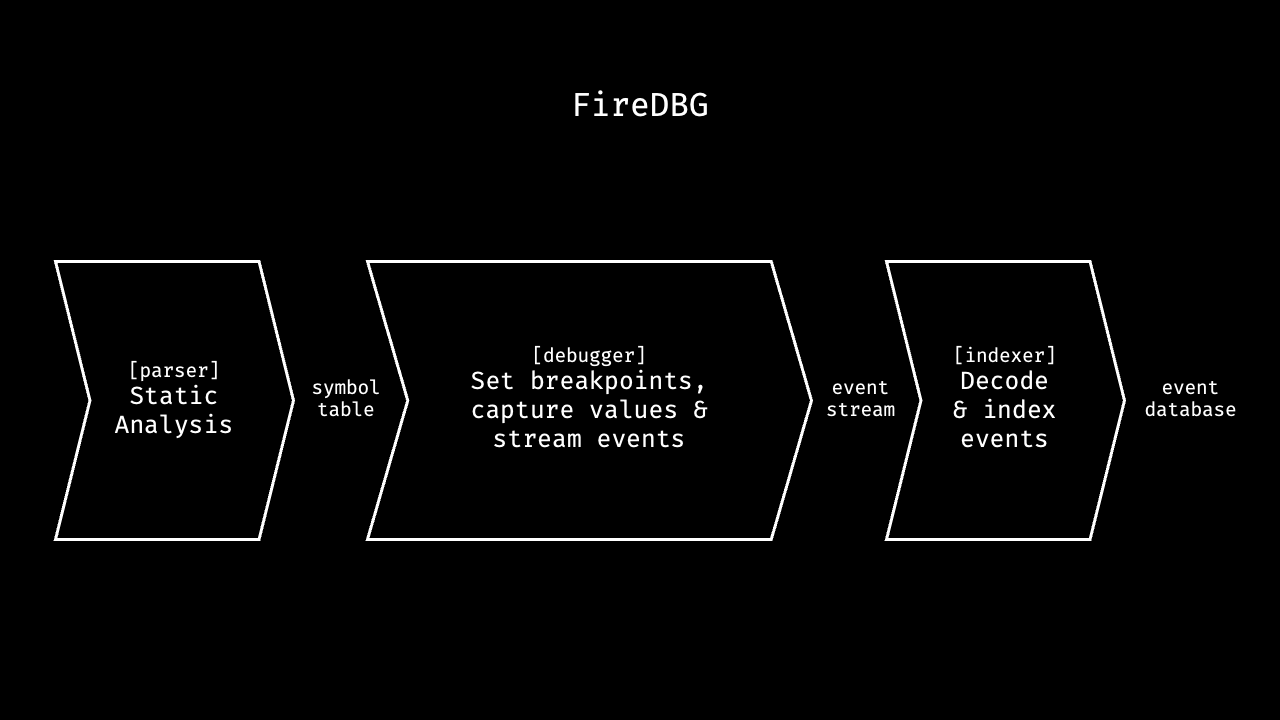 FireDBG
[parser]
Static
Analysis
symbol
table
[debugger]
Set breakpoints,
capture values &
stream events
event
stream
[indexer]
Decode
& index
events
event
database